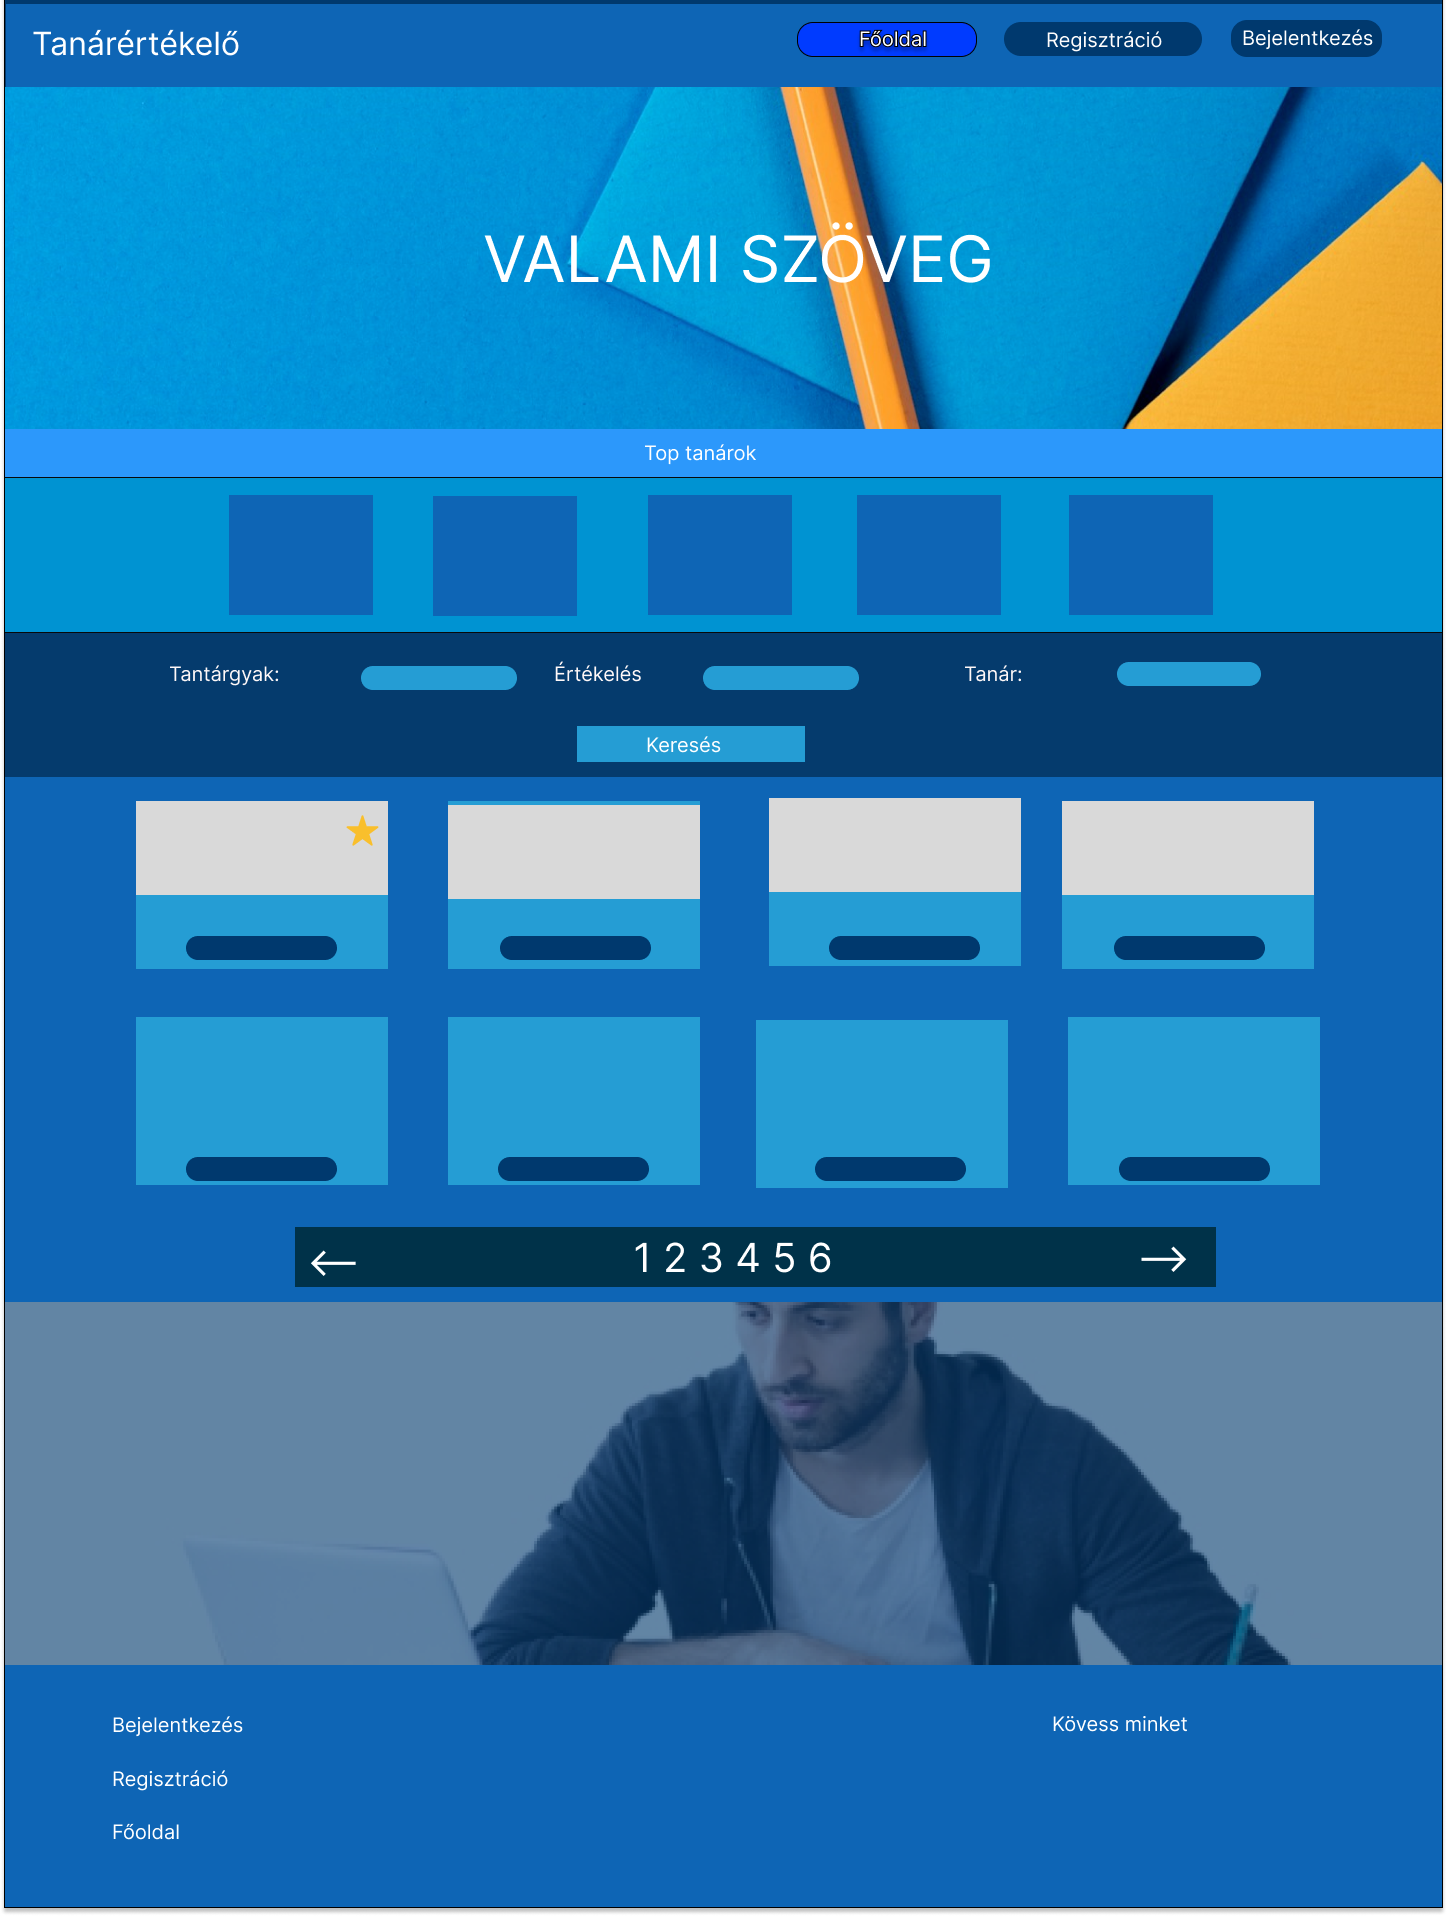 Tanárértékelő
Főoldal
Regisztráció
Bejelentkezés
VALAMI SZÖVEG
Top tanárok
Tantárgyak:
Értékelés
Tanár:
Keresés
1 2 3 4 5 6
Bejelentkezés
Kövess minket
Regisztráció
Főoldal